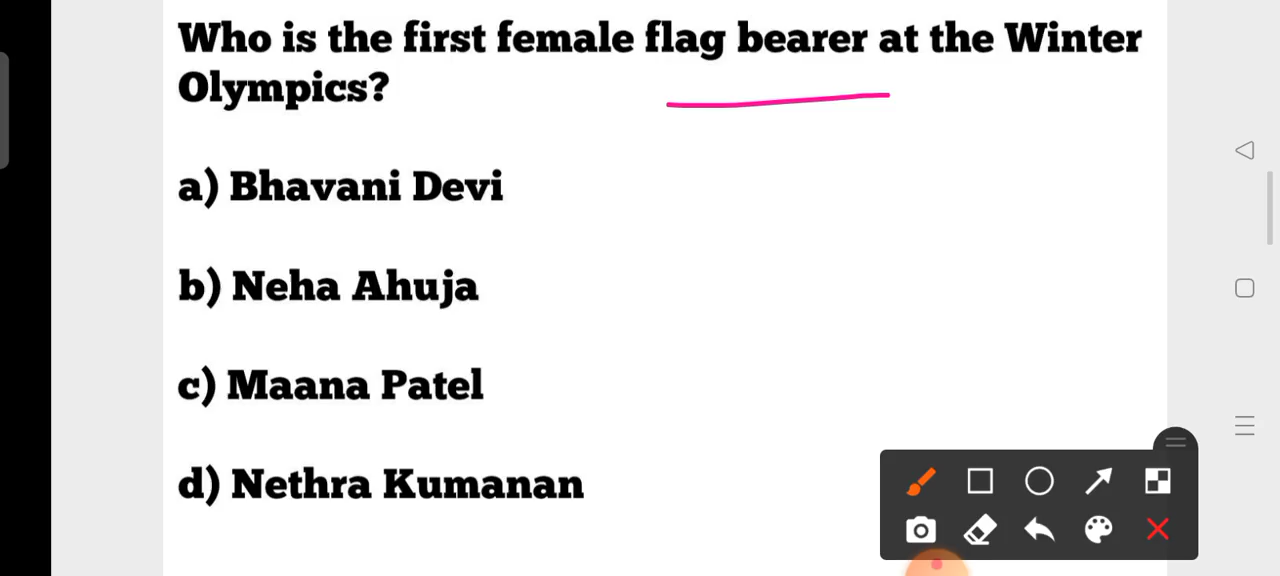 Who is the first female flag bearer at the Winter
Olympics?
a) Bhavani Devi
b) Neha Ahuja
c) Maana Patel
d) Nethra Kumanan